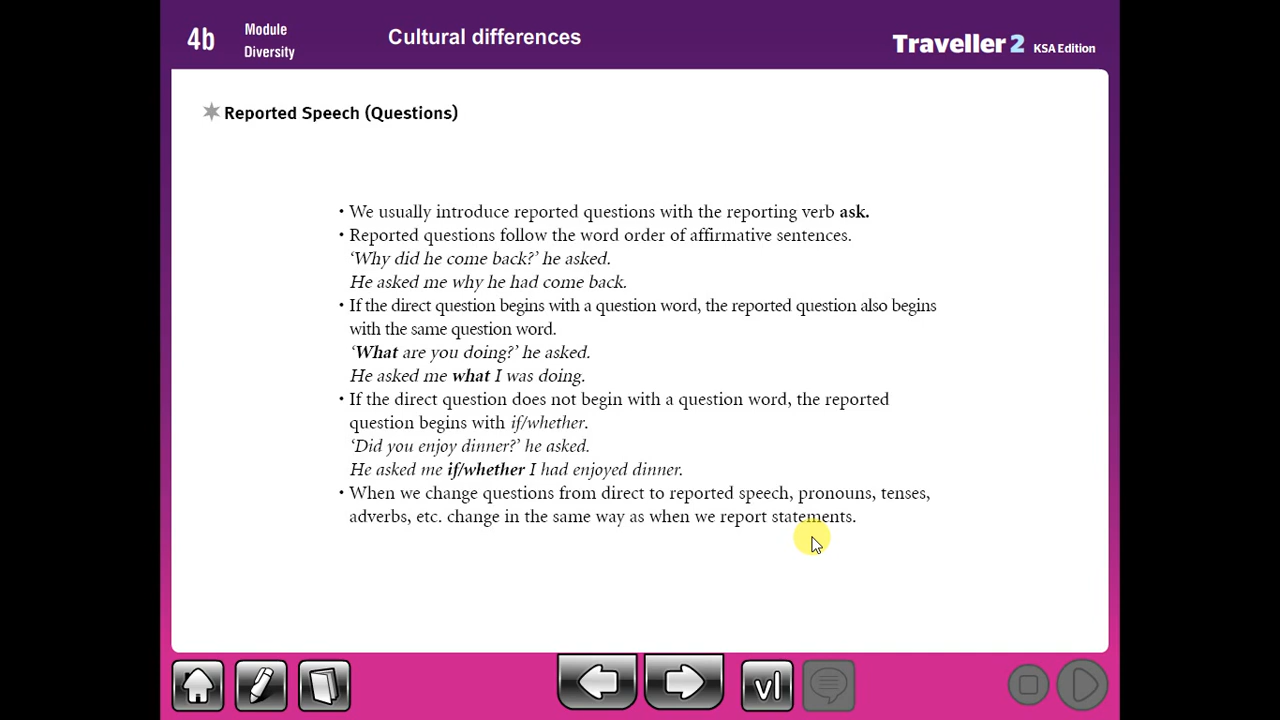 4b
Module
Diversity
Cultural differences
Traveller 2 KSA Edition
Reported Speech (Questions)
• We usually introduce reported questions with the reporting verb ask.
• Reported questions follow the word order of affirmative sentences.
‘Why did he come back?’ he asked.
He asked me why he had come back.
• If the direct question begins with a question word, the reported question also begins
with the same question word.
‘What are you doing?’ he asked.
He asked me what I was doing.
• If the direct question does not begin with a question word, the reported
question begins with if/whether.
‘Did you enjoy dinner?’ he asked.
He asked me if/whether I had enjoyed dinner.
• When we change questions from direct to reported speech, pronouns, tenses,
adverbs, etc. change in the same way as when we report statements.
vl